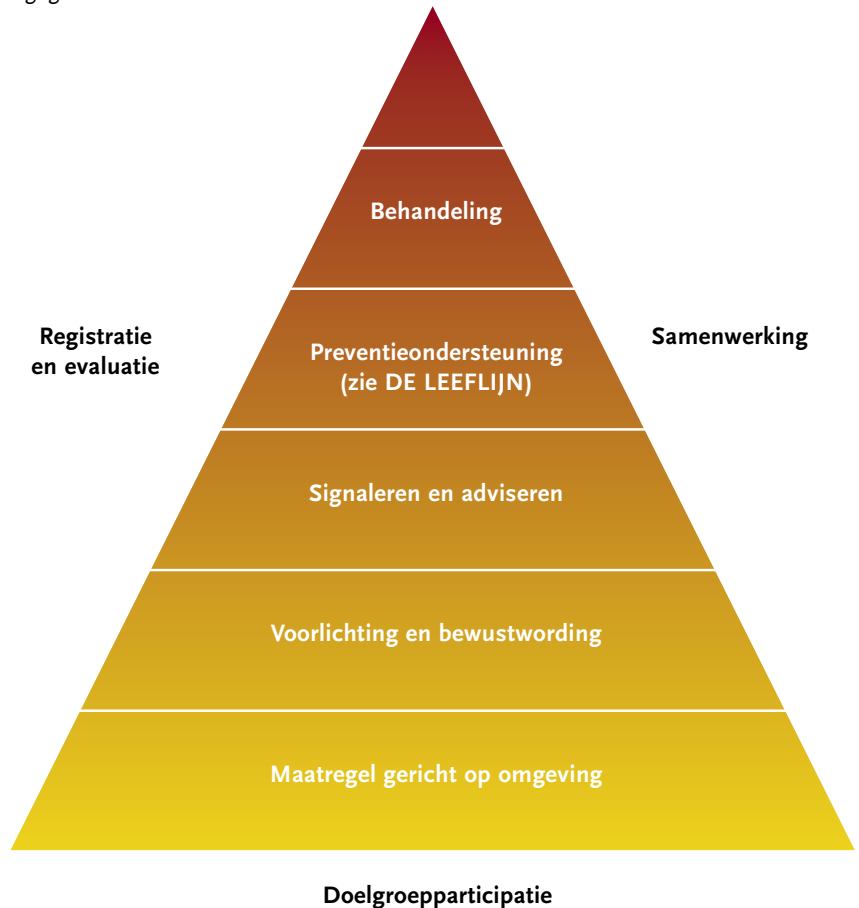 Behandeling
Registratie
en evaluatie
Preventieondersteuning
(zie DE LEEFLIJN)
Samenwerking
Signaleren en adviseren
Voorlichting en bewustwording
Maatregel gericht op omgeving
Doelgroepparticipatie